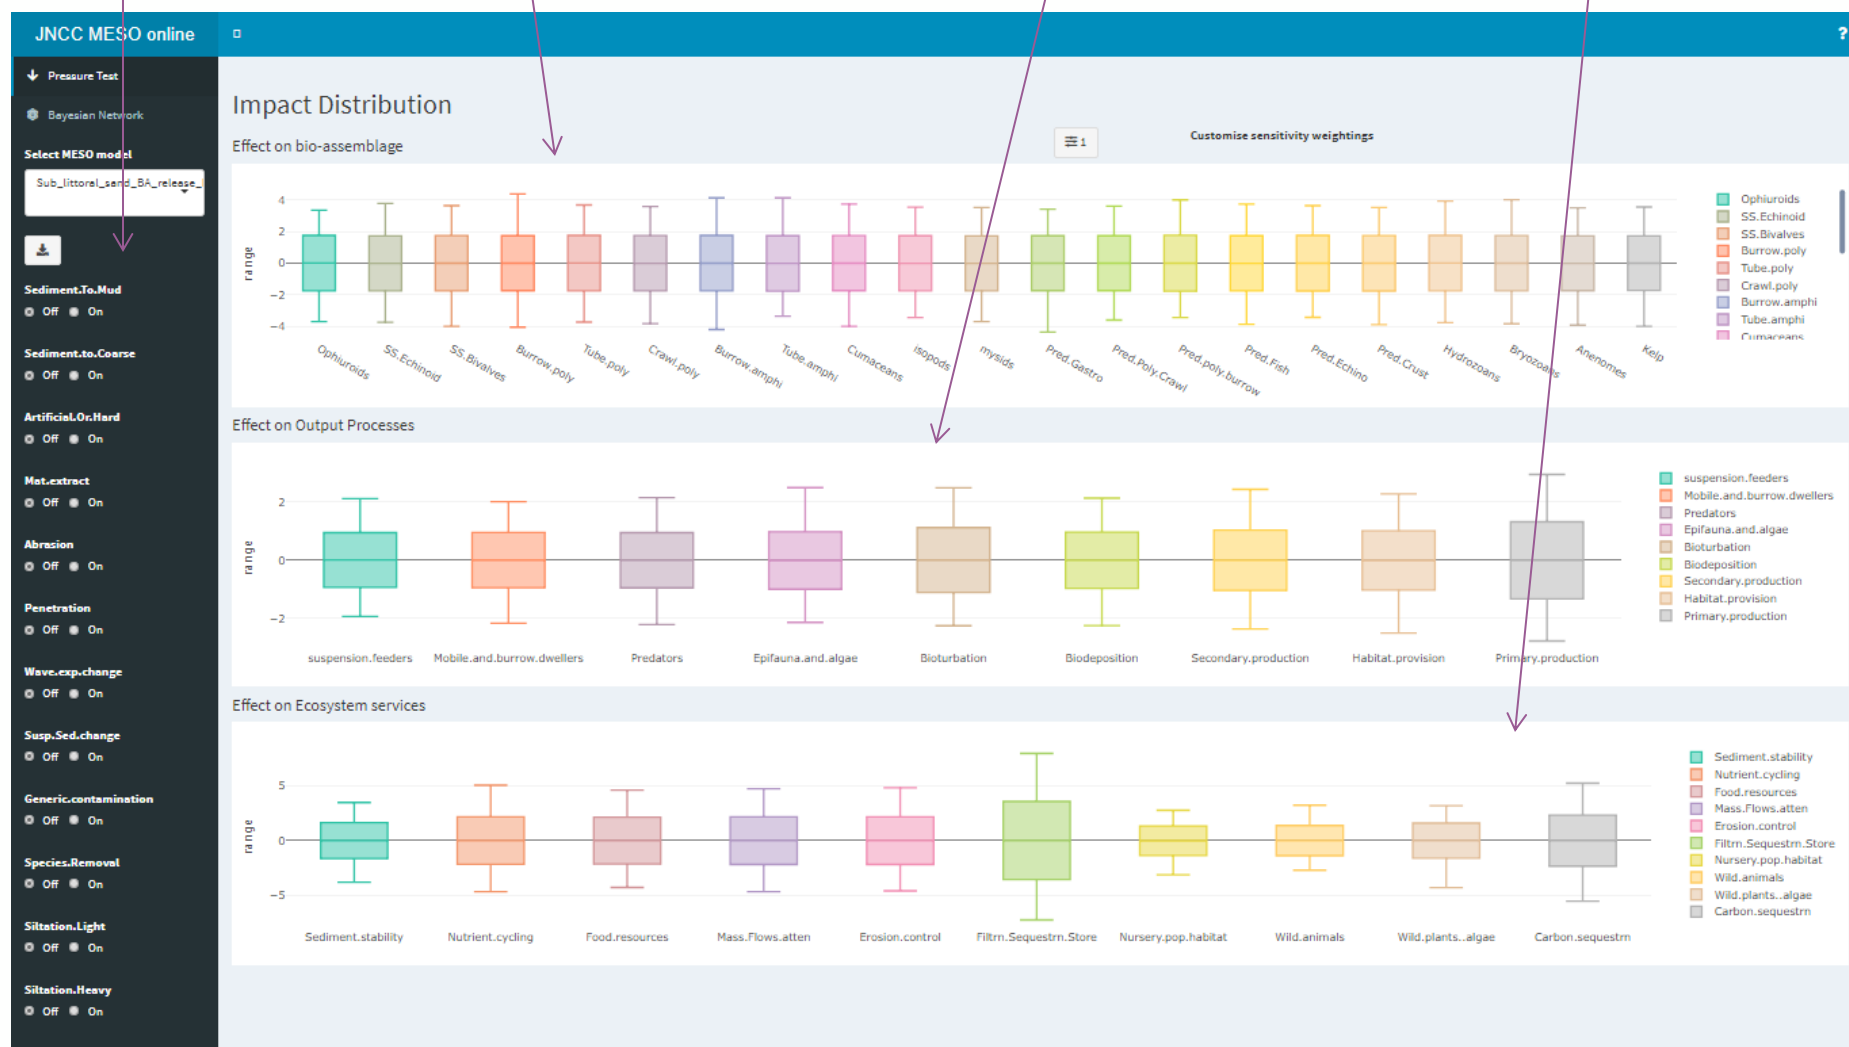 JNCC MESO online
?
Pressure Test
Bayesian Network
Select MESO model
Sub_littoral_sand_BA_release_
Sediment.To.Mud
Off On
Sediment.to.Coarse
Off On
Artificial.Or.Hard
Off On
Mat.extract
Off On
Abrasion
Off On
Penetration
Off On
Wave.exp.change
Off On
Susp.Sed.change
Off On
Generic.contamination
Off On
Species.Removal
Off On
Siltation.Light
Off On
Siltation.Heavy
Off On
Impact Distribution
Effect on bio-assemblage
1
Customise sensitivity weightings
range
4
2
0
−2
−4
Ophiuroids
SS.Echinoid
SS.Bivalves
Burrow.poly
Tube.poly
Crawl.poly
Burrow.amphi
Tube.amphi
Cumaceans
isopods
mysids
Pred.Gastro
Pred.Poly.Crawl
Pred.poly.burrow
Pred.Fish
Pred.Echino
Pred.Crust
Hydrozoans
Bryozoans
Anenomes
Kelp
Ophiuroids
SS.Echinoid
SS.Bivalves
Burrow.poly
Tube.poly
Crawl.poly
Burrow.amphi
Tube.amphi
Cumaceans
Effect on Output Processes
range
2
0
−2
suspension.feeders
Mobile.and.burrow.dwellers
Predators
Epifauna.and.algae
Bioturbation
Biodeposition
Secondary.production
Habitat.provision
Primary.production
suspension.feeders
Mobile.and.burrow.dwellers
Predators
Epifauna.and.algae
Bioturbation
Biodeposition
Secondary.production
Habitat.provision
Primary.production
Effect on Ecosystem services
range
5
0
−5
Sediment.stability
Nutrient.cycling
Food.resources
Mass.Flows.atten
Erosion.control
Filtrn.Sequestrn.Store
Nursery.pop.habitat
Wild.animals
Wild.plants..algae
Carbon.sequestrn
Sediment.stability
Nutrient.cycling
Food.resources
Mass.Flows.atten
Erosion.control
Filtrn.Sequestrn.Store
Nursery.pop.habitat
Wild.animals
Wild.plants..algae
Carbon.sequestrn